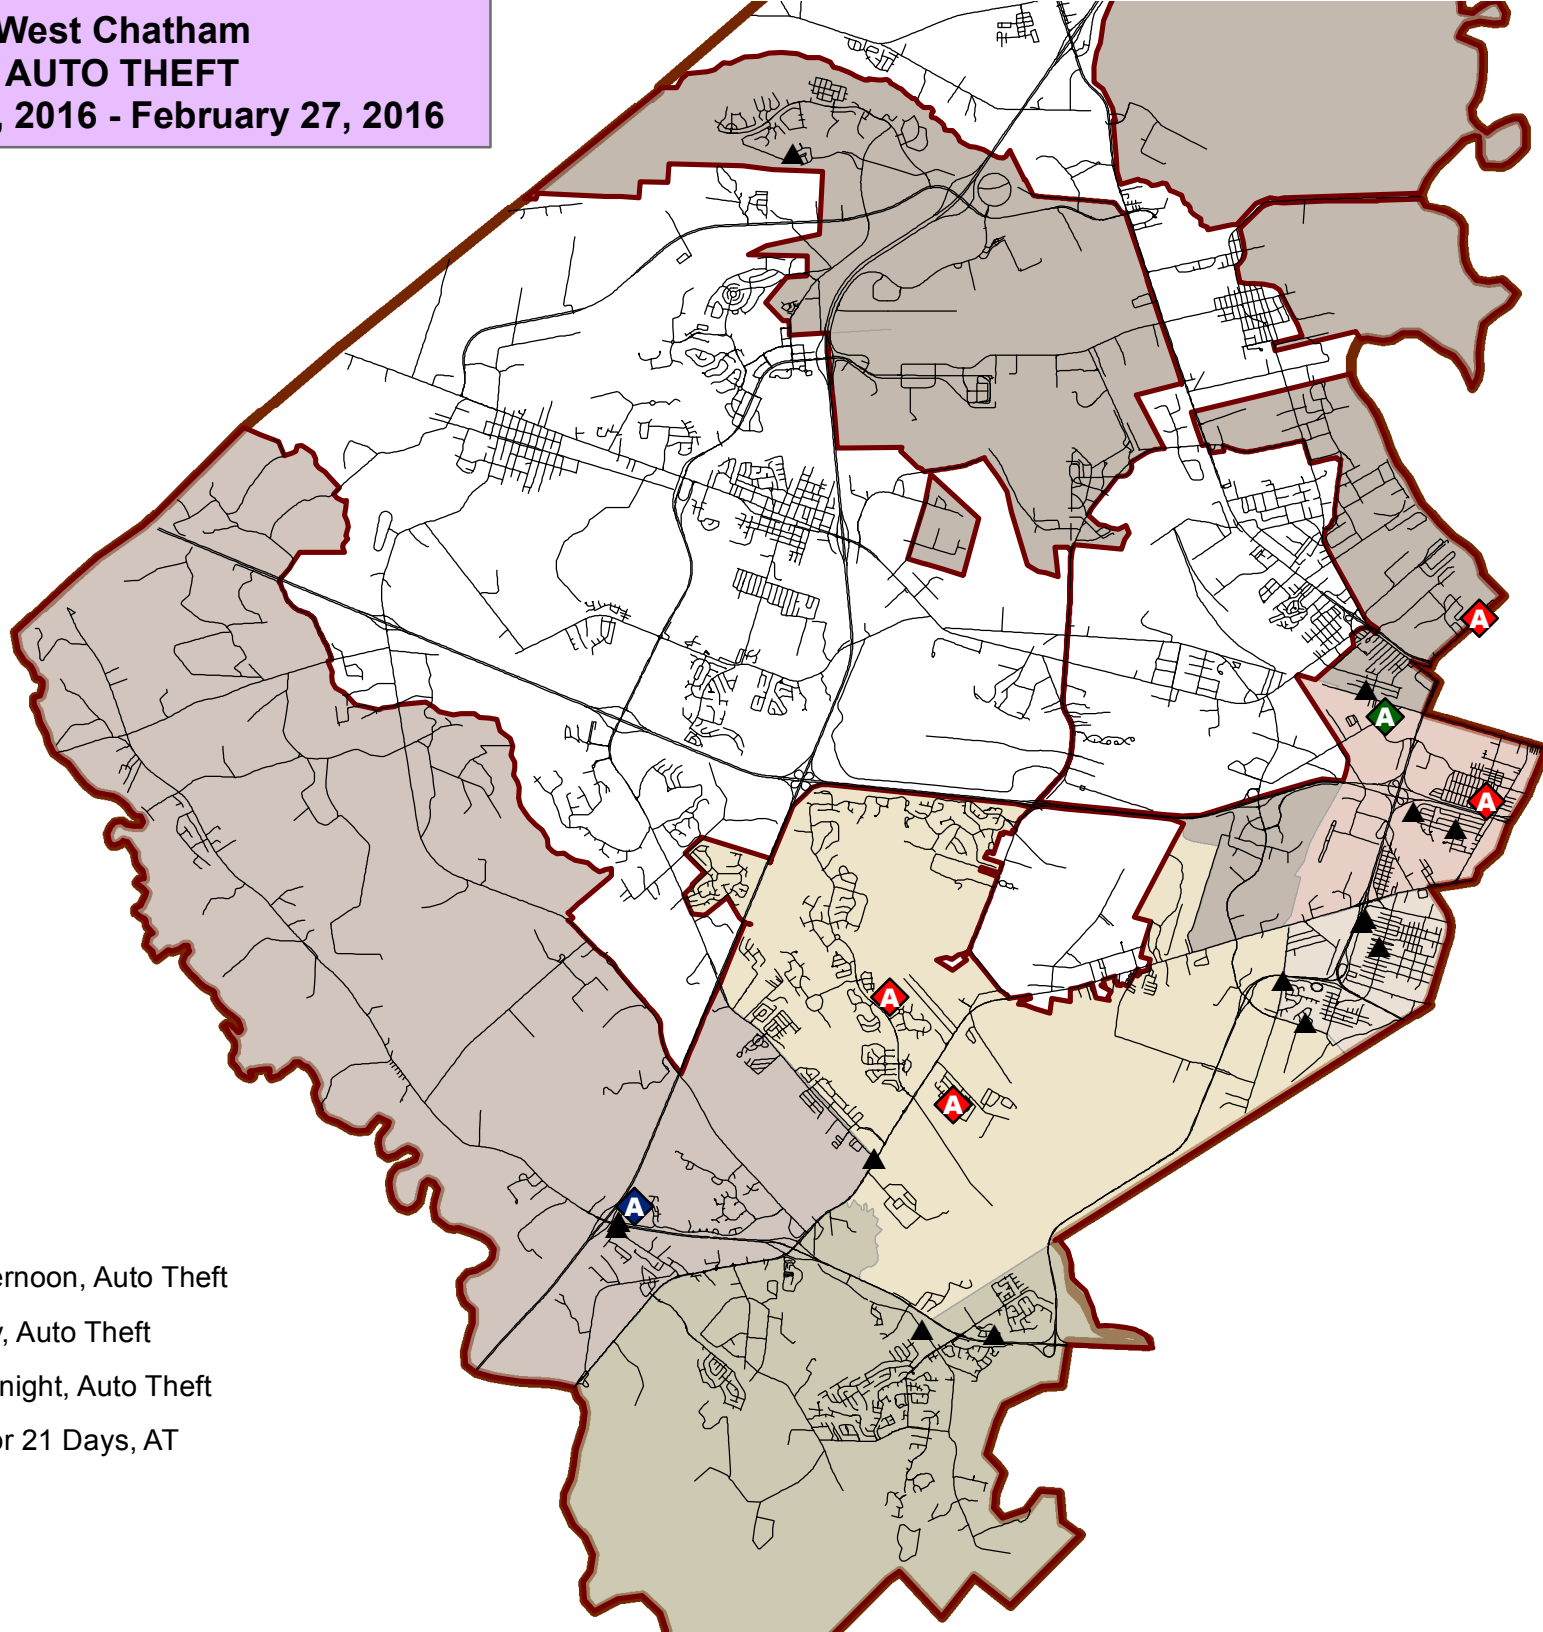 West Chatham
AUTO THEFT
, 2016 - February 27, 2016
A
A
A
A
A
A
ernoon, Auto Theft
, Auto Theft
night, Auto Theft
or 21 Days, AT